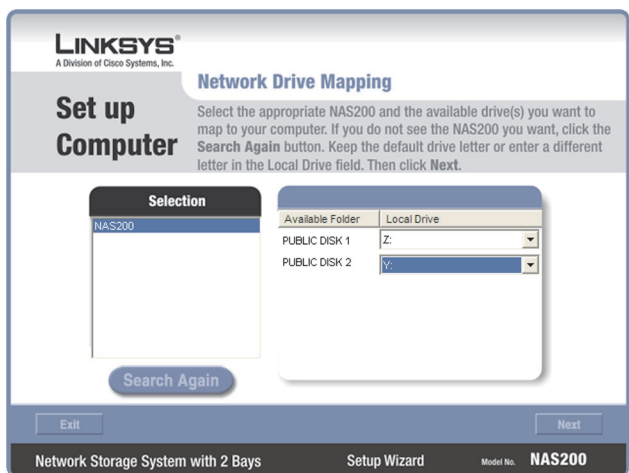 LINKSYS®
A Division of Cisco Systems, Inc.
Set up
Computer
Network Drive Mapping
Select the appropriate NAS200 and the available drive(s) you want to
map to your computer. If you do not see the NAS200 you want, click the
Search Again button. Keep the default drive letter or enter a different
letter in the Local Drive field. Then click Next.
Selection
NAS200
Search Again
Available Folder Local Drive
PUBLIC DISK 1 Z:
PUBLIC DISK 2 Y:
Exit
Next
Network Storage System with 2 Bays Setup Wizard Model No. NAS200